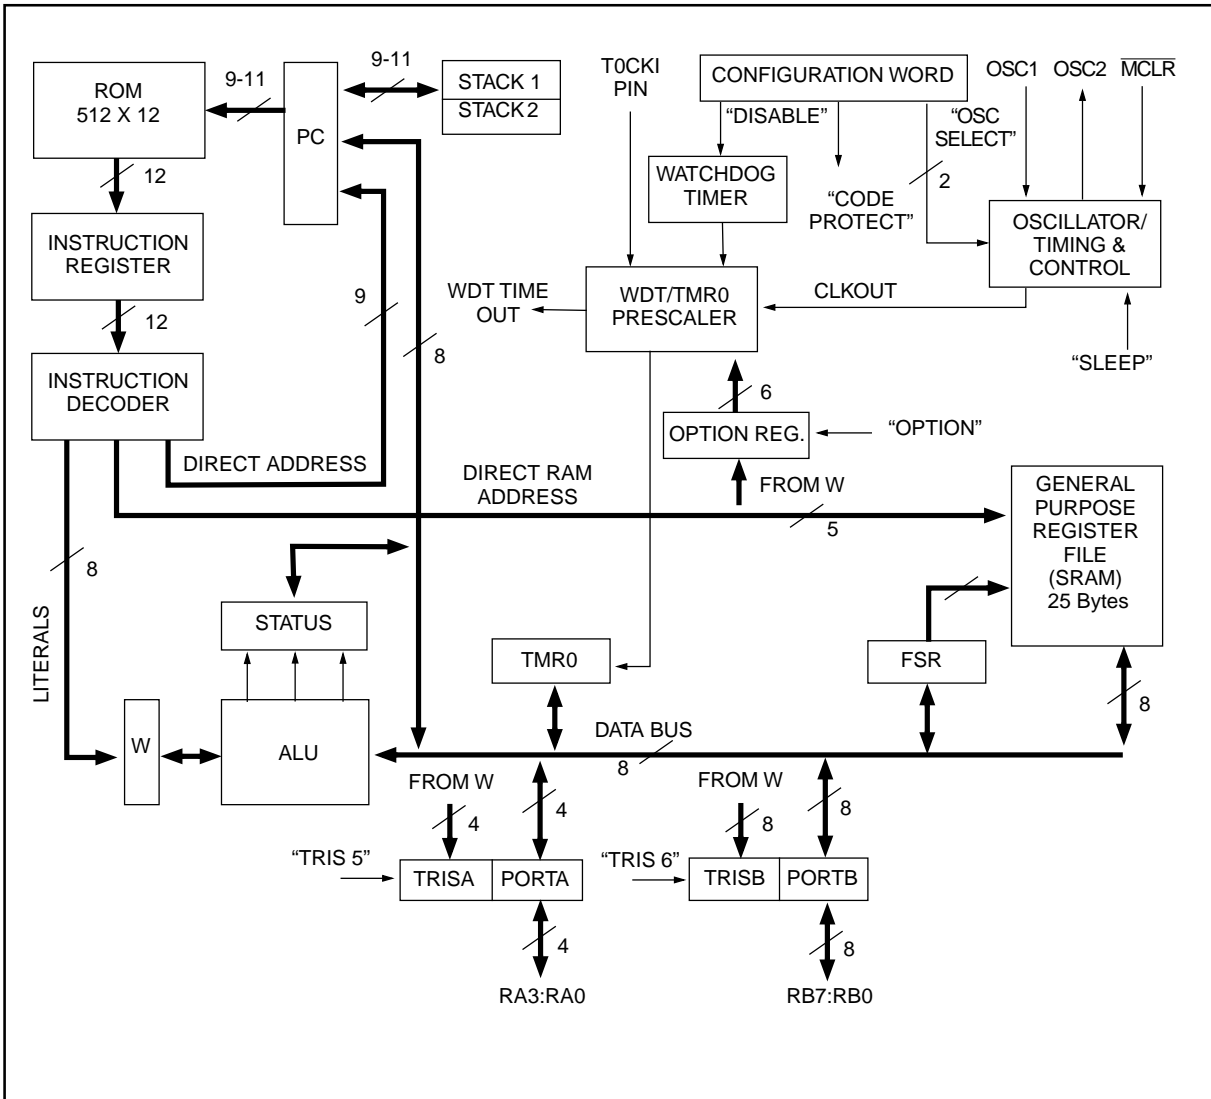 9-11
9-11
ROM
512 X 12
PC
STACK 1
STACK 2
T0CKI
PIN
CONFIGURATION WORD
OSC1
OSC2
MCLR
“DISABLE”
“OSC
SELECT”
12
WATCHDOG
TIMER
“CODE
PROTECT”
2
INSTRUCTION
REGISTER
OSCILLATOR/
TIMING &
CONTROL
9
WDT TIME
OUT
WDT/TMR0
PRESCALER
CLKOUT
12
8
“SLEEP”
INSTRUCTION
DECODER
6
OPTION REG.
“OPTION”
DIRECT ADDRESS
DIRECT RAM
ADDRESS
FROM W
5
GENERAL
PURPOSE
REGISTER
FILE
(SRAM)
25 Bytes
8
LITERALS
STATUS
TMR0
FSR
8
W
ALU
DATA BUS
8
FROM W
4
4
FROM W
8
8
“TRIS 5”
TRISA
PORTA
“TRIS 6”
TRISB
PORTB
4
8
RA3:RA0
RB7:RB0